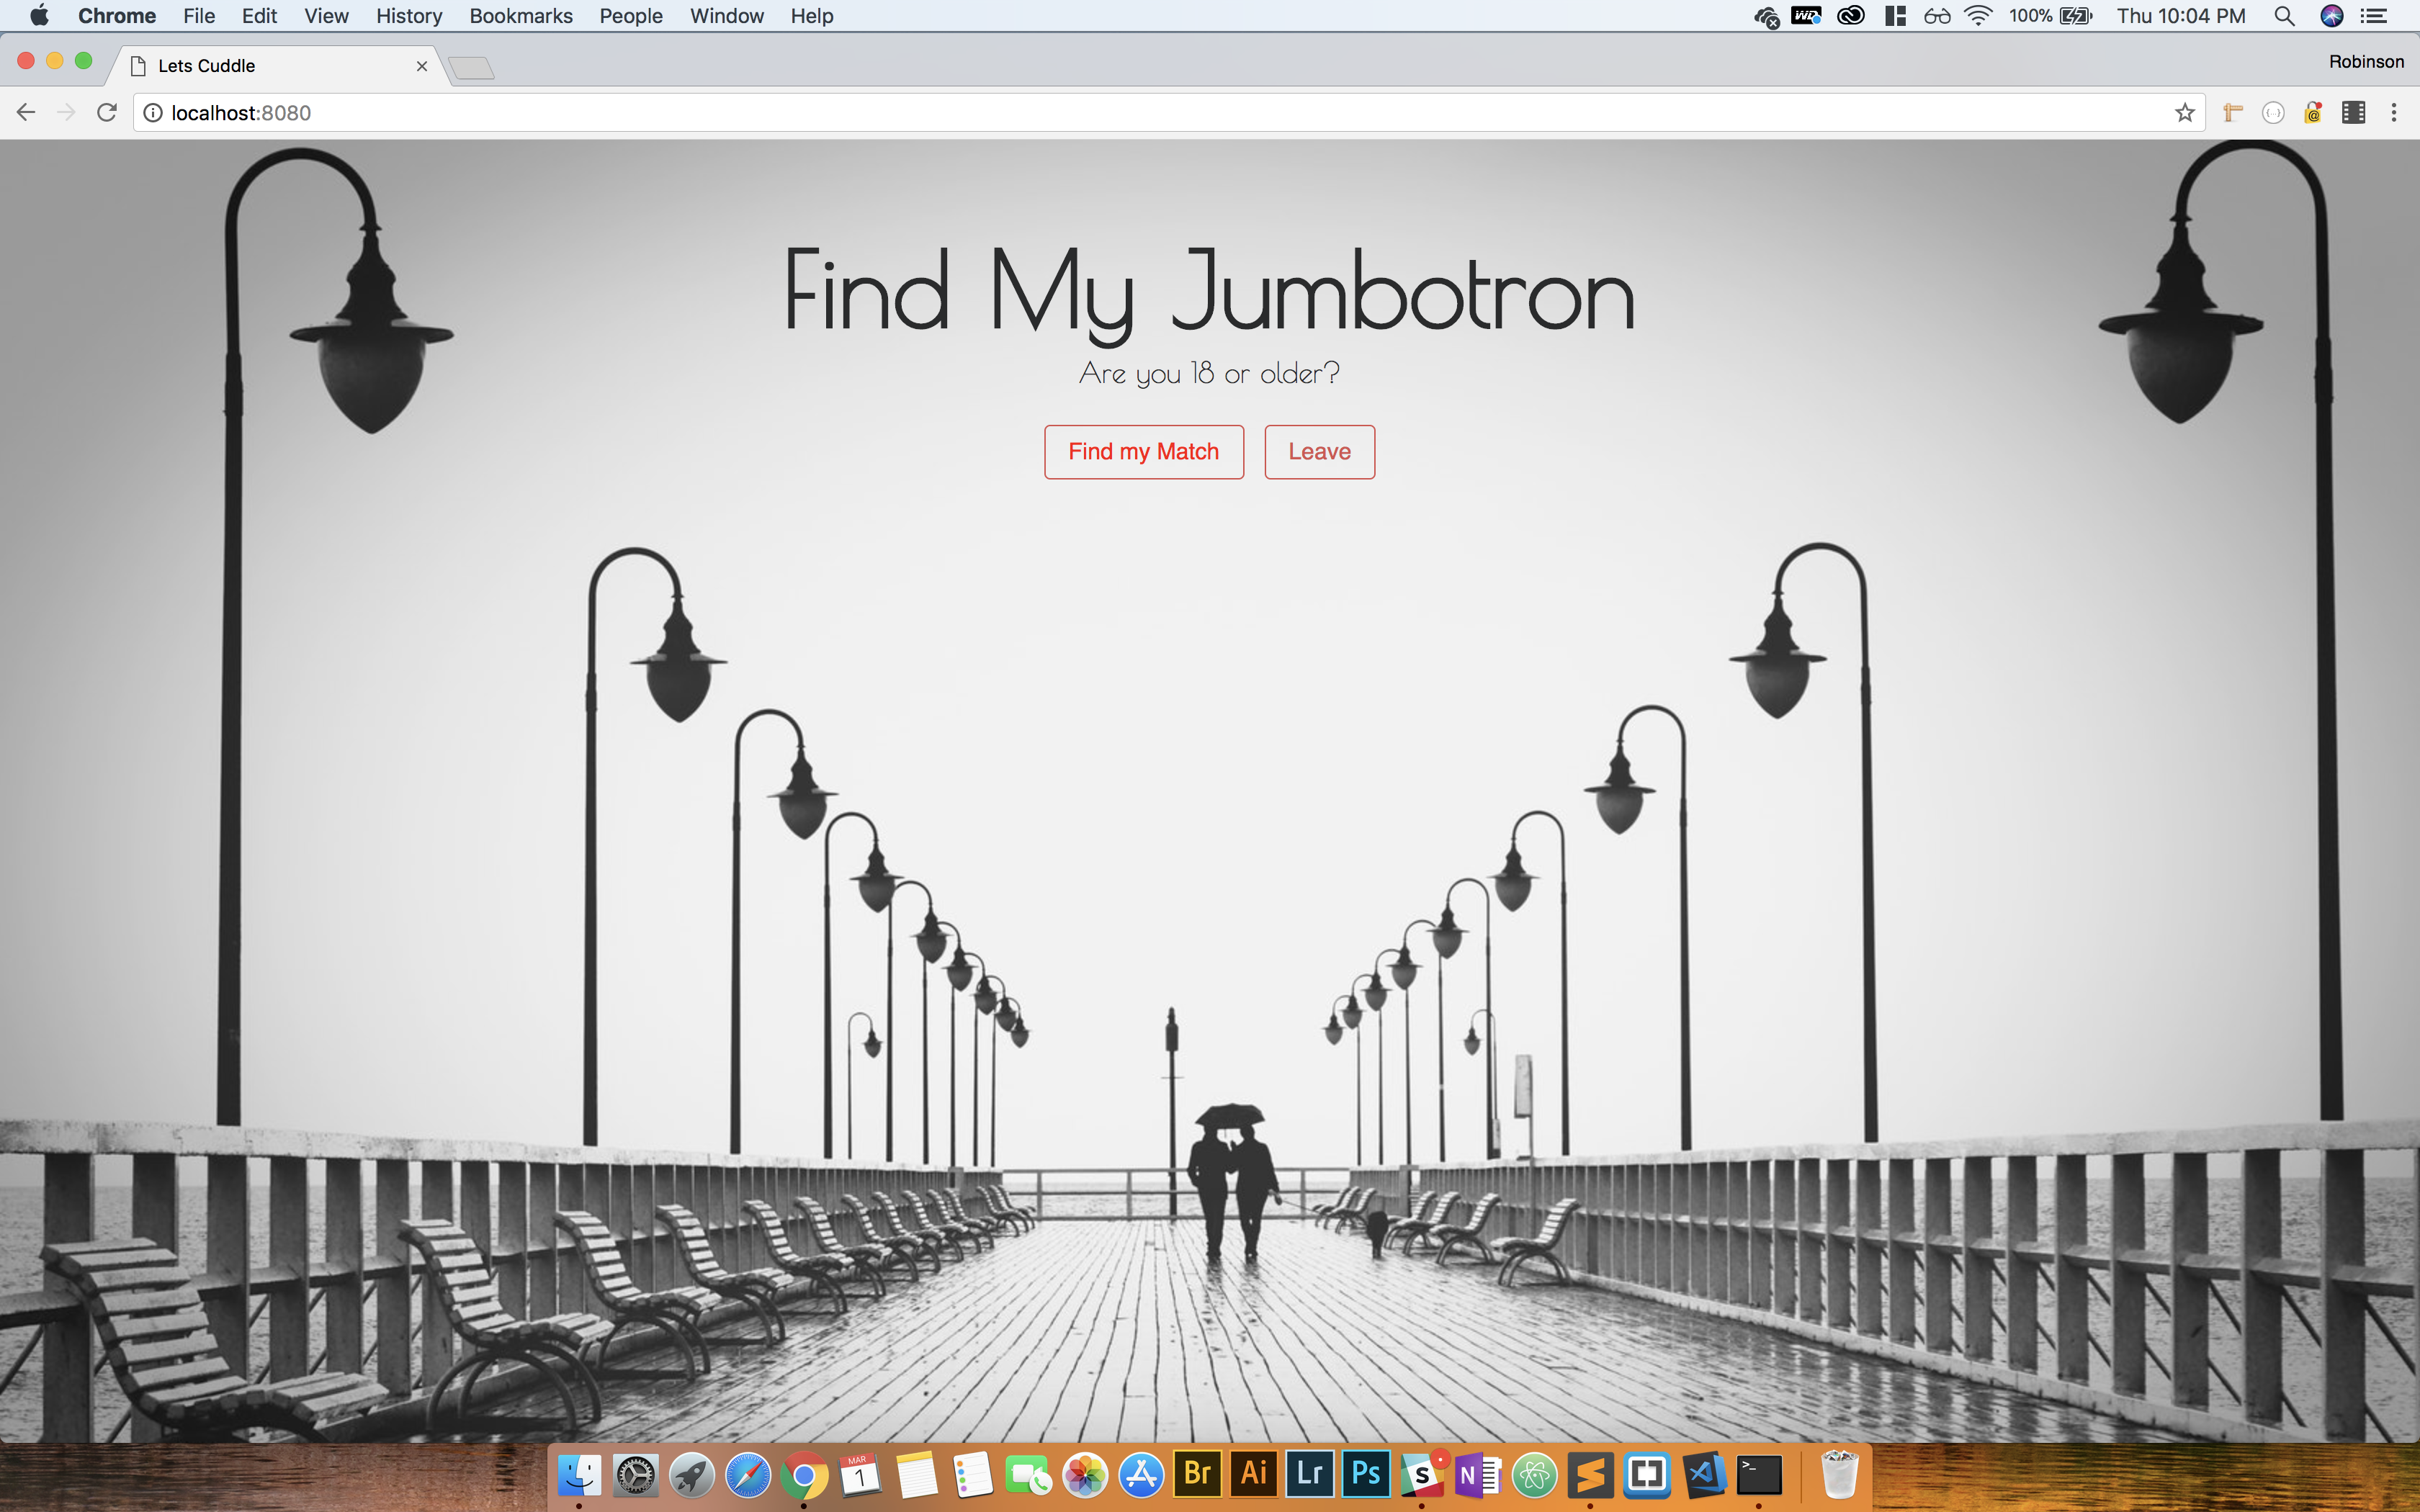 Chrome File Edit View History Bookmarks People Window Help
WD 100% Thu 10:04 PM
Lets Cuddle
Robinson
localhost:8080
Find My Jumbotron
Are you 18 or older?
Find my Match
Leave
MAR
1
Br Ai Lr Ps S N
>_